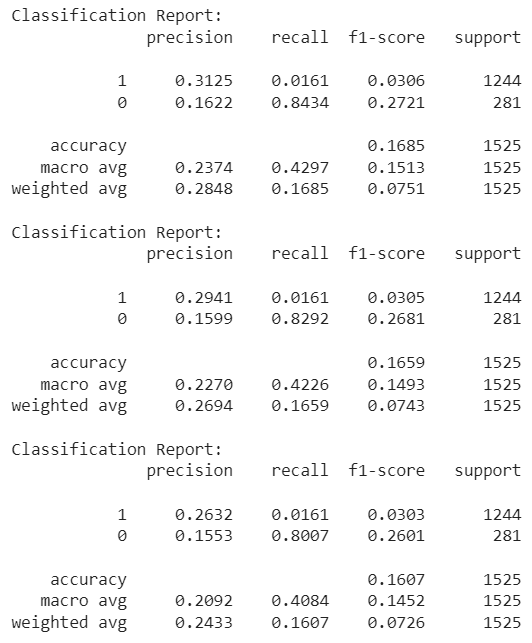 Classification Report:
precision recall f1-score support
1 0.3125 0.0161 0.0306 1244
0 0.1622 0.8434 0.2721 281
accuracy 0.1685 1525
macro avg 0.2374 0.4297 0.1513 1525
weighted avg 0.2848 0.1685 0.0751 1525
Classification Report:
precision recall f1-score support
1 0.2941 0.0161 0.0305 1244
0 0.1599 0.8292 0.2681 281
accuracy 0.1659 1525
macro avg 0.2270 0.4226 0.1493 1525
weighted avg 0.2694 0.1659 0.0743 1525
Classification Report:
precision recall f1-score support
1 0.2632 0.0161 0.0303 1244
0 0.1553 0.8007 0.2601 281
accuracy 0.1607 1525
macro avg 0.2092 0.4084 0.1452 1525
weighted avg 0.2433 0.1607 0.0726 1525